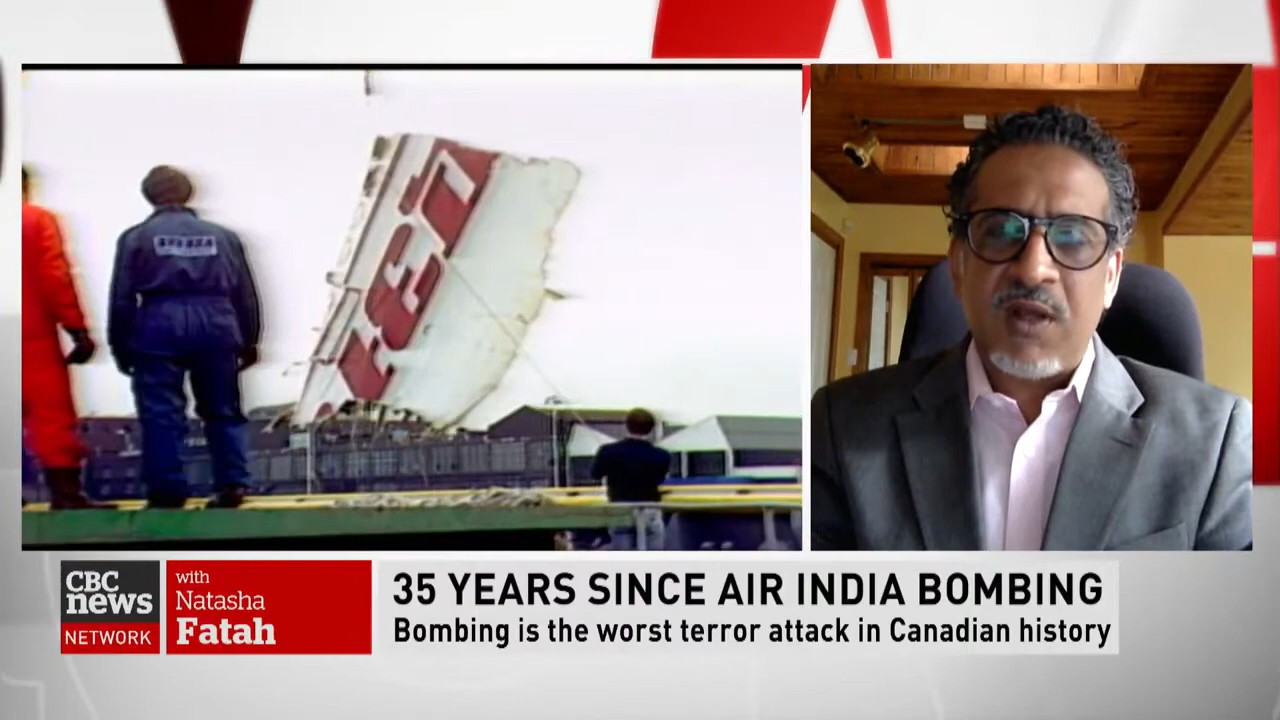 CBC
news
NETWORK
with
Natasha
Fatah
35 YEARS SINCE AIR INDIA BOMBING
Bombing is the worst terror attack in Canadian history